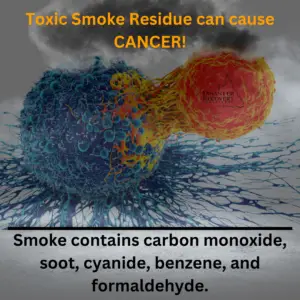 Toxic Smoke Residue can cause
CANCER!
Smoke contains carbon monoxide,
soot, cyanide, benzene, and
formaldehyde.